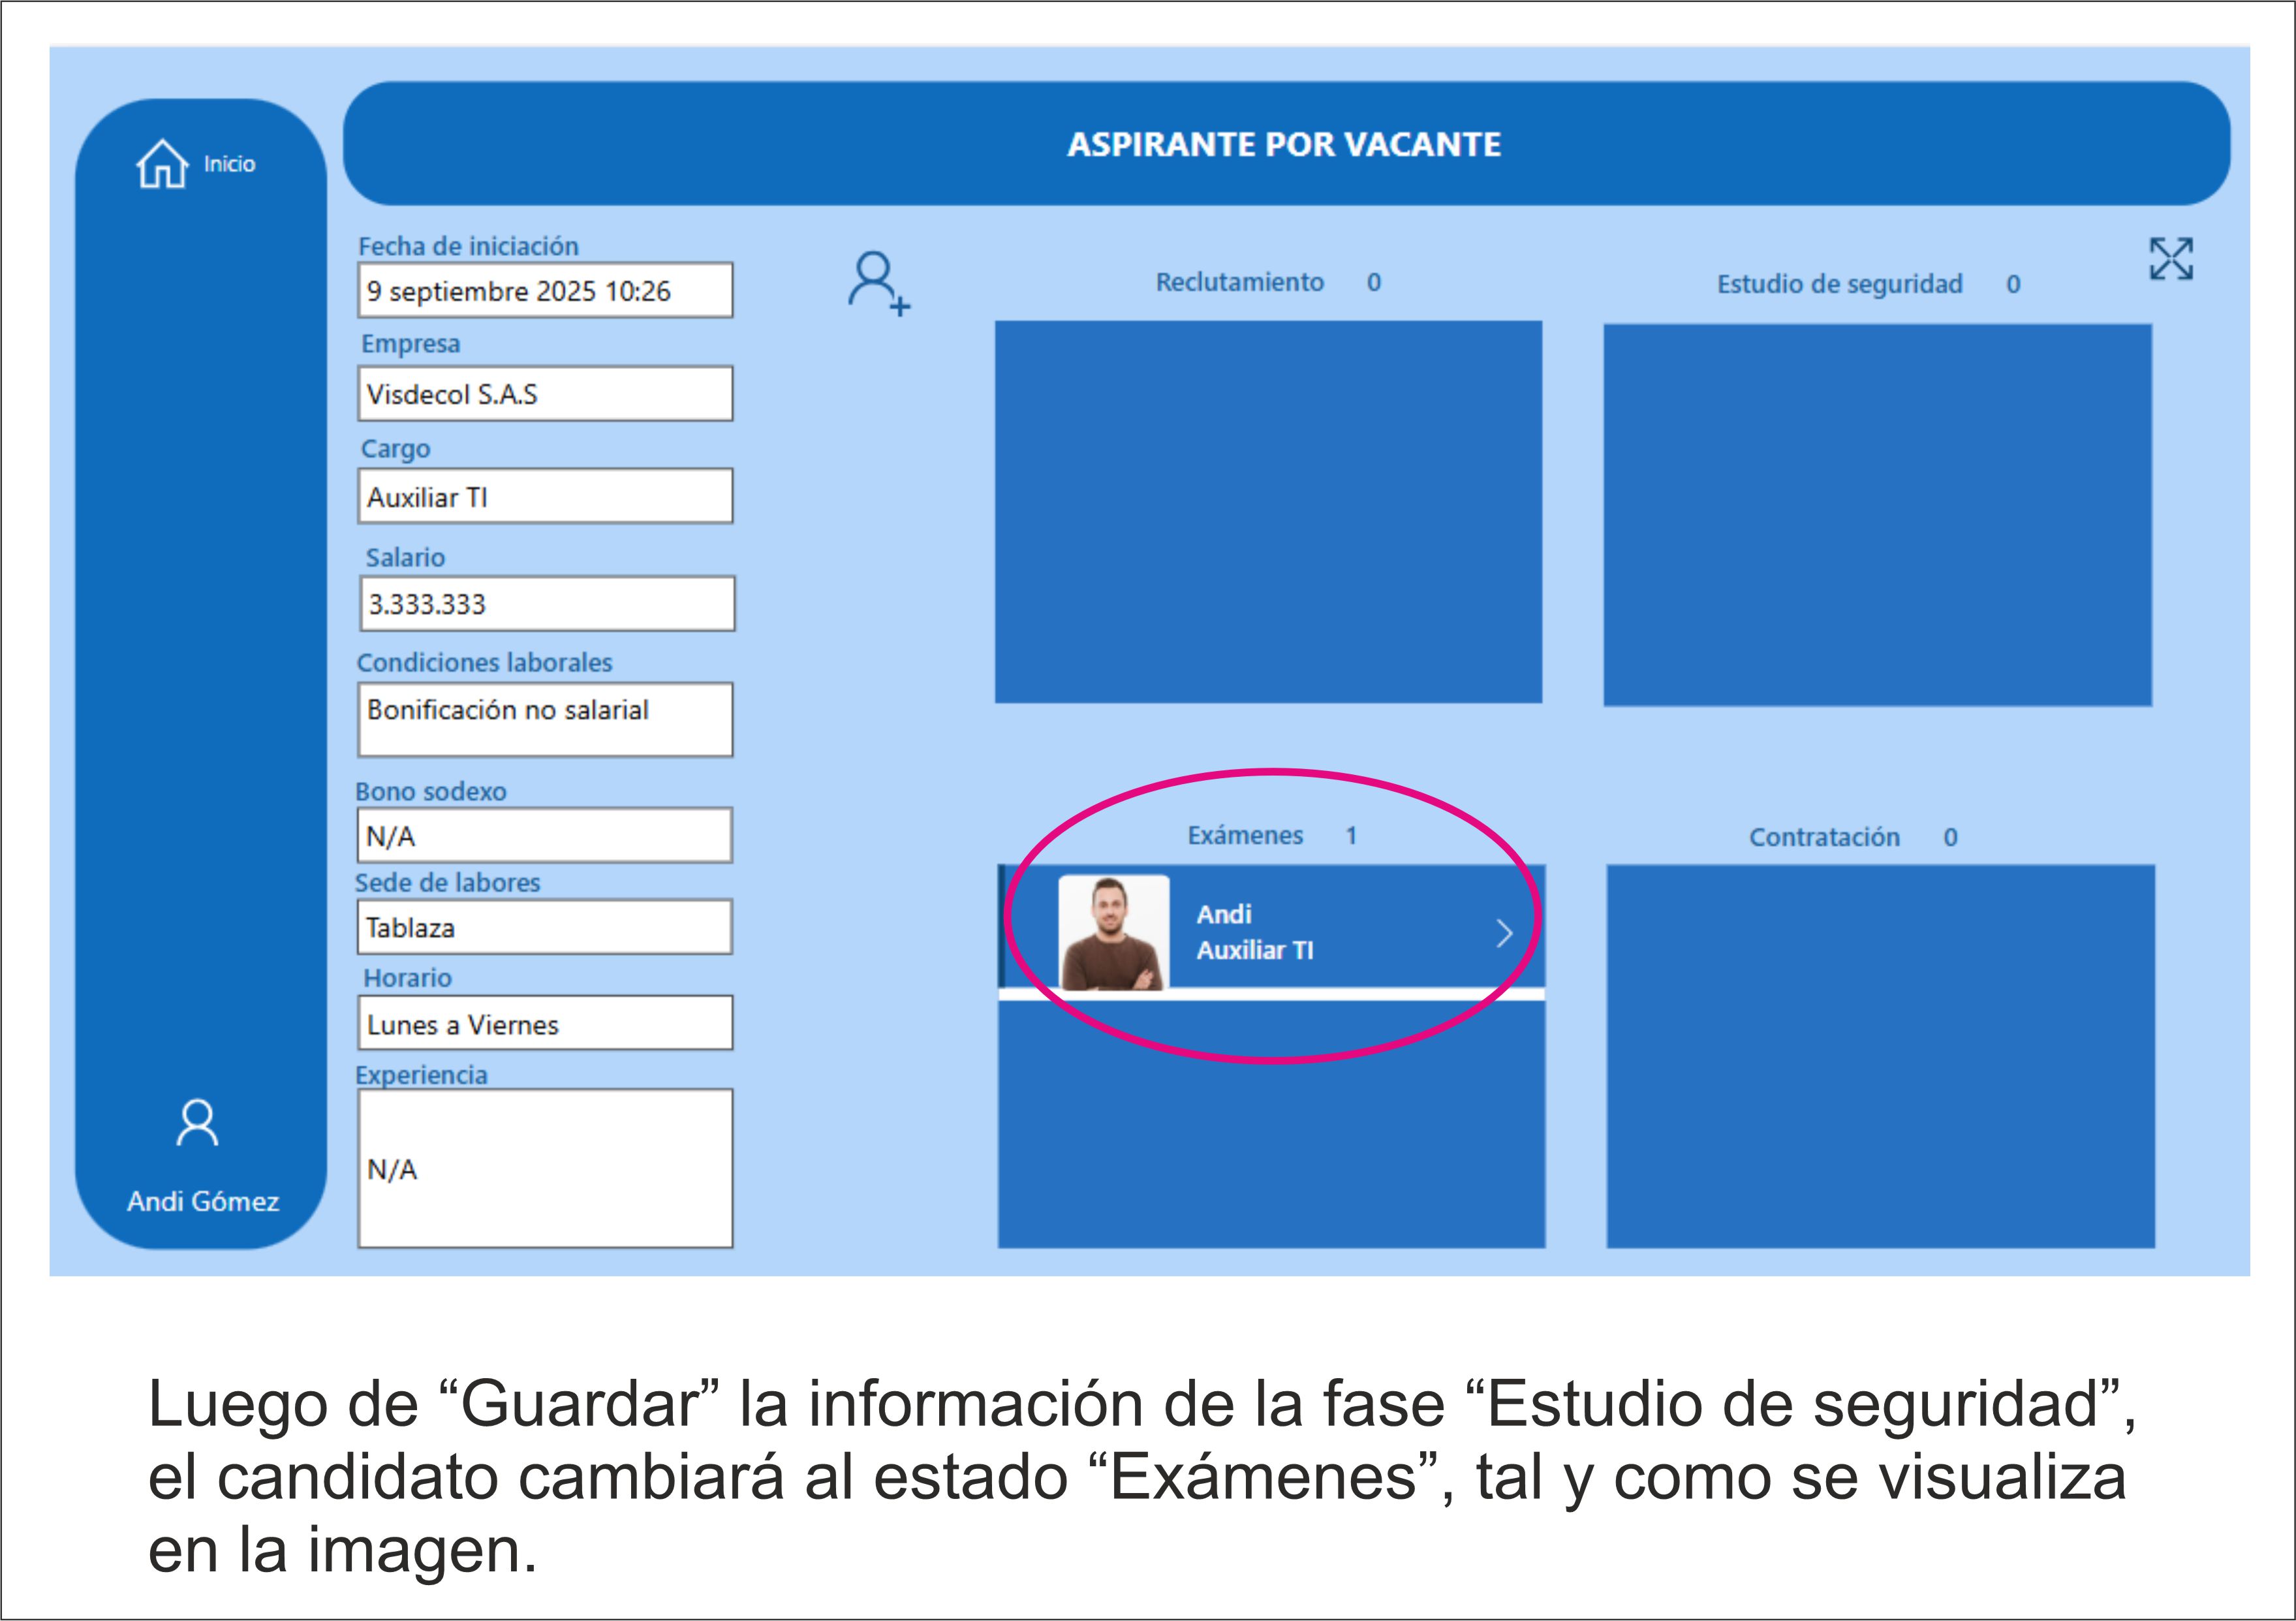 Inicio
ASPIRANTE POR VACANTE
Fecha de iniciación
9 septiembre 2025 10:26
Empresa
Visdecol S.A.S
Cargo
Auxiliar TI
Salario
3.333.333
Condiciones laborales
Bonificación no salarial
Bono sodexo
N/A
Sede de labores
Tablaza
Horario
Lunes a Viernes
Experiencia
N/A
Andi Gómez
Reclutamiento 0
Estudio de seguridad 0
Exámenes 1
Andi
Auxiliar TI
Contratación 0
Luego de “Guardar” la información de la fase “Estudio de seguridad”,
el candidato cambiará al estado “Exámenes”, tal y como se visualiza
en la imagen.